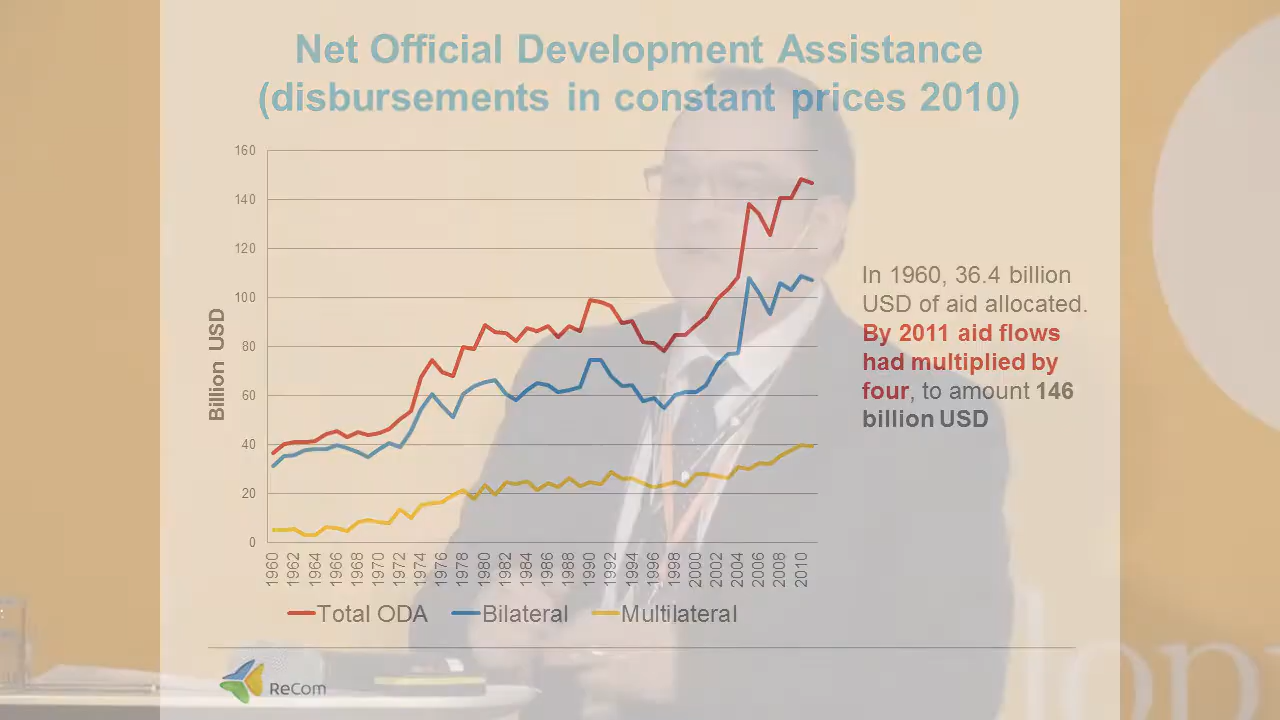 Net Official Development Assistance
(disbursements in constant prices 2010)
160
140
120
100
80
60
40
20
0
Billion USD
1960
1962
1964
1966
1968
1970
1972
1974
1976
1978
1980
1982
1984
1986
1988
1990
1992
1994
1996
1998
2000
2002
2004
2006
2008
2010
Total ODA
Bilateral
Multilateral
In 1960, 36.4 billion
USD of aid allocated.
By 2011 aid flows
had multiplied by
four, to amount 146
billion USD
ReCom